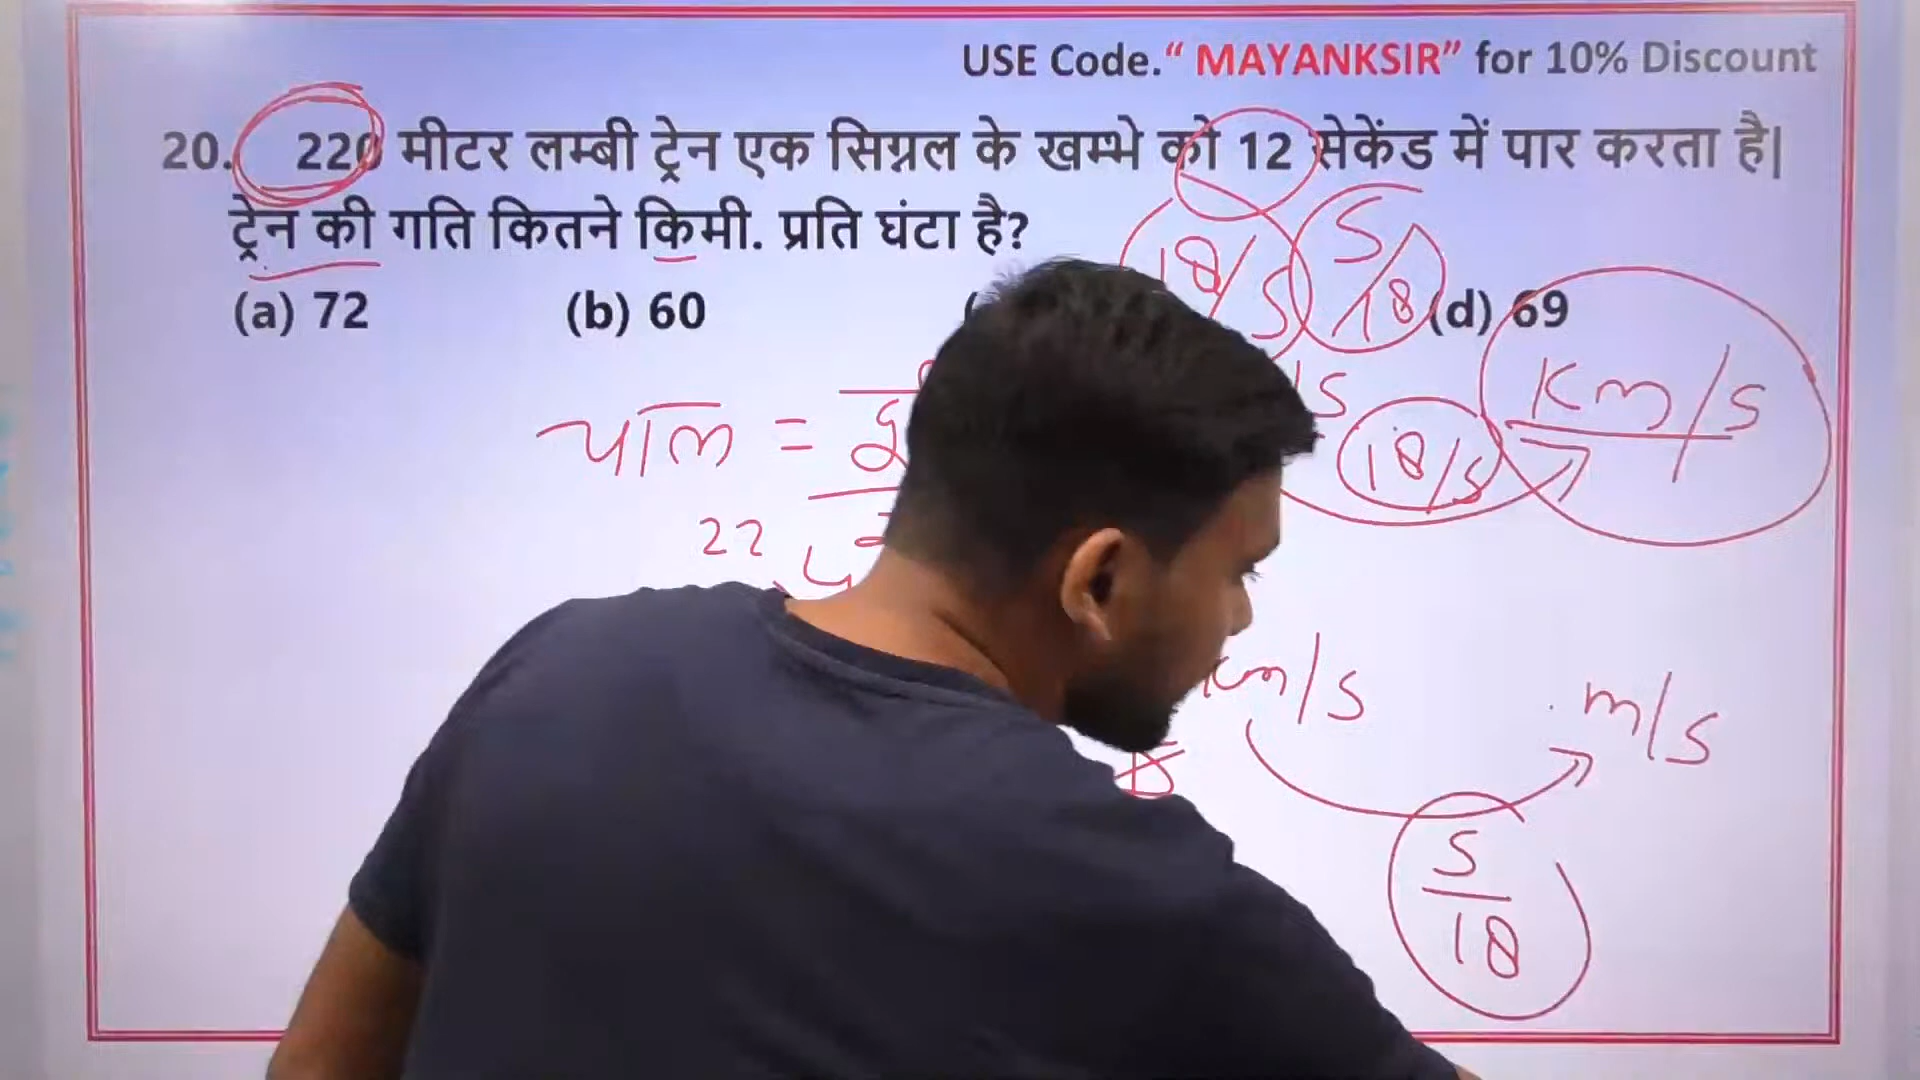 USE Code.“ MAYANKSIR” for 10% Discount
20. 220 मीटर लम्बी ट्रेन एक सिग्नल के खम्भे को 12 सेकेंड में पार करता है|
ट्रेन की गति कितने किमी. प्रति घंटा है?
(a) 72 (b) 60 ( (d) 69
18/5 5/18
चाल =
/s Km/s
18/5
22
km/s m/s
5
18